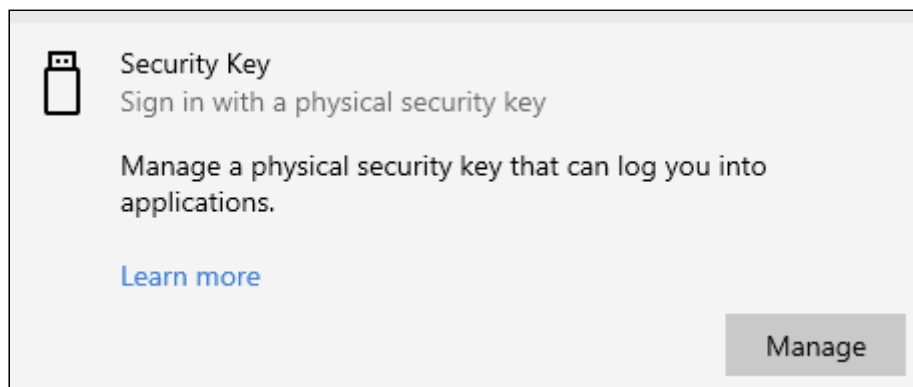 Security Key
Sign in with a physical security key
Manage a physical security key that can log you into
applications.
Learn more
Manage